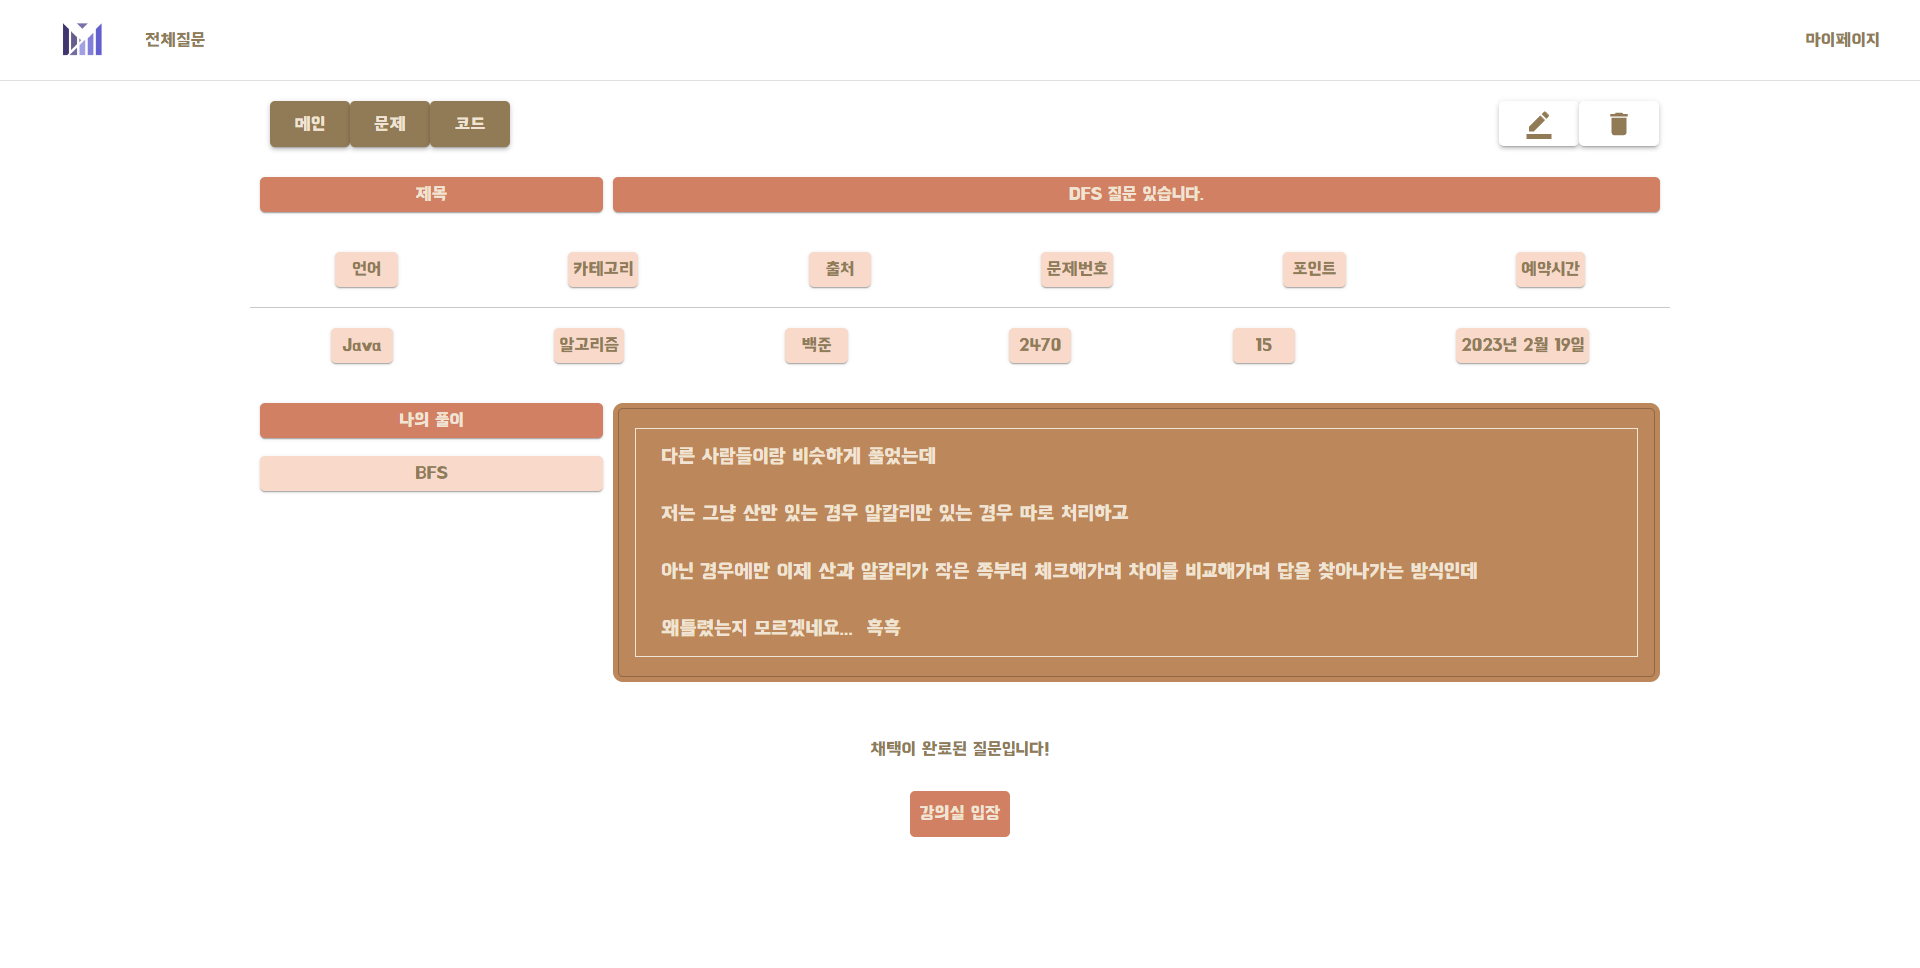 전체질문
마이페이지
메인 문제 코드
제목
DFS 질문 있습니다.
언어 카테고리 출처 문제번호 포인트 예약시간
Java 알고리즘 백준 2470 15 2023년 2월 19일
나의 풀이
BFS
다른 사람들이랑 비슷하게 풀었는데
저는 그냥 산만 있는 경우 알칼리만 있는 경우 따로 처리하고
아닌 경우에만 이제 산과 알칼리가 작은 쪽부터 체크해가며 차이를 비교해가며 답을 찾아나가는 방식인데
왜틀렸는지 모르겠네요... 흑흑
채택이 완료된 질문입니다!
강의실 입장